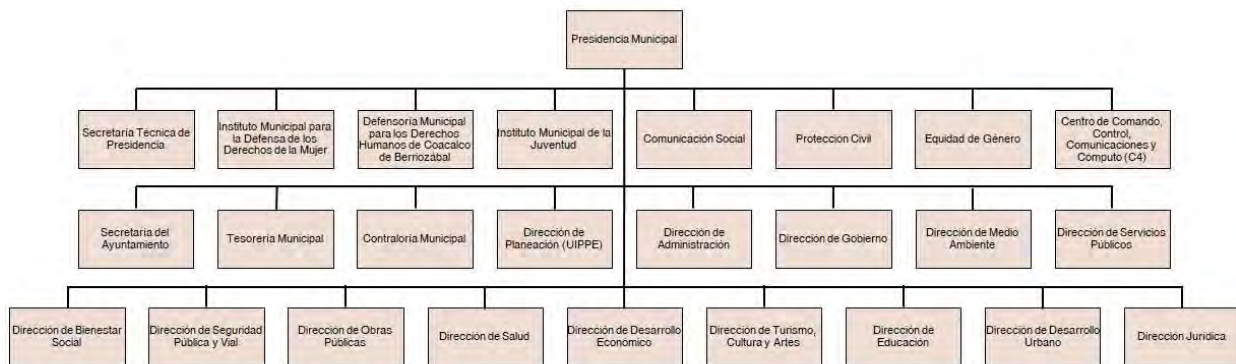 Presidencia Municipal
Secretaría Técnica de
Presidencia
Instituto Municipal para
la Defensa de los
Derechos de la Mujer
Defensoría Municipal
para los Derechos
Humanos de Coacalco
de Berriozábal
Instituto Municipal de la
Juventud
Comunicación Social
Protección Civil
Equidad de Género
Centro de Comando,
Control,
Comunicaciones y
Computo (C4)
Secretaría del
Ayuntamiento
Tesorería Municipal
Contraloría Municipal
Dirección de
Planeación (UIPPE)
Dirección de
Administración
Dirección de Gobierno
Dirección de Medio
Ambiente
Dirección de Servicios
Públicos
Dirección de Bienestar
Social
Dirección de Seguridad
Pública y Vial
Dirección de Obras
Públicas
Dirección de Salud
Dirección de Desarrollo
Económico
Dirección de Turismo,
Cultura y Artes
Dirección de
Educación
Dirección de Desarrollo
Urbano
Dirección Jurídica